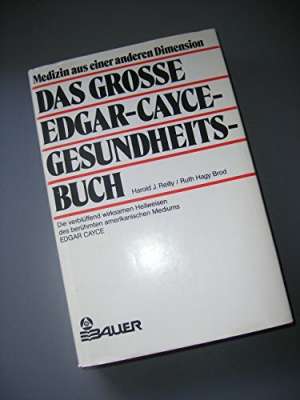 Medizin aus einer anderen Dimension
DAS GROSSE
EDGAR-CAYCE-
GESUNDHEITS-
BUCH
Harold J. Reilly / Ruth Hagy Brod
Die verblüffend wirksamen Heilweisen
des berühmten amerikanischen Mediums
EDGAR CAYCE
BAUER